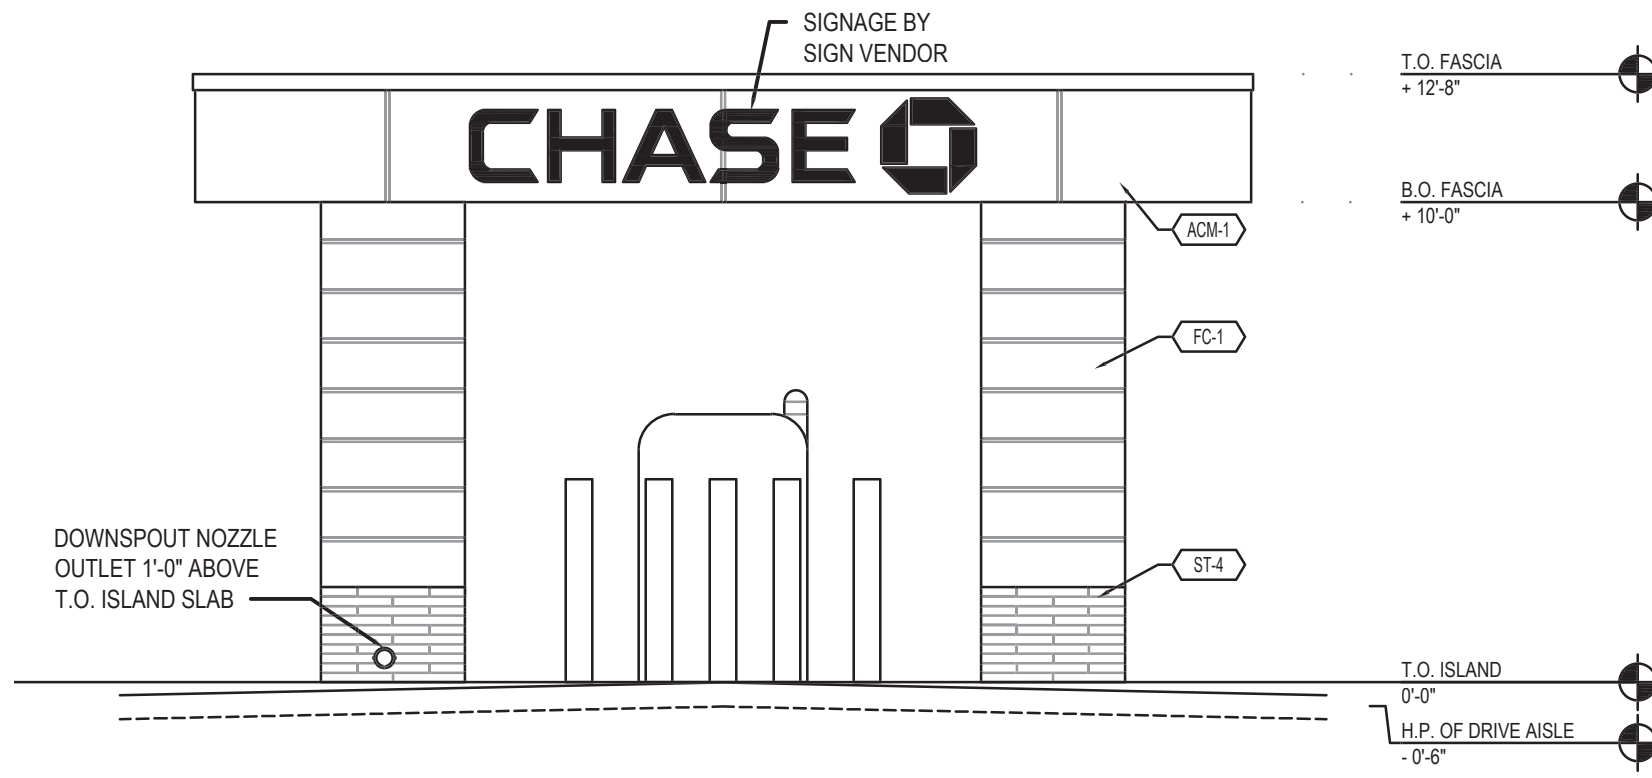 SIGNAGE BY
SIGN VENDOR
T.O. FASCIA
+ 12'-8"
CHASE
B.O. FASCIA
+ 10'-0"
ACM-1
FC-1
DOWNSPOUT NOZZLE
OUTLET 1'-0" ABOVE
T.O. ISLAND SLAB
ST-4
T.O. ISLAND
0'-0"
H.P. OF DRIVE AISLE
- 0'-6"